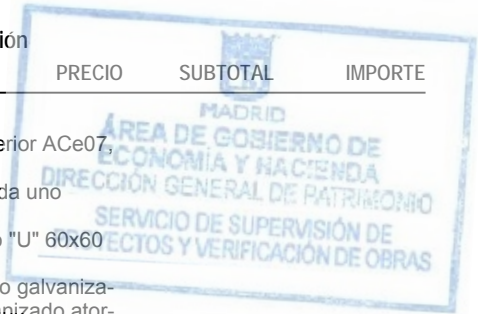 ión
PRECIO SUBTOTAL IMPORTE
MADRID
ÁREA DE GOBIERNO DE
erior ACe07,
ECONOMÍA Y HACIENDA
da uno
DIRECCIÓN GENERAL DE PATRIMONIO
SERVICIO DE SUPERVISIÓN DE
o "U" 60x60
PROYECTOS Y VERIFICACIÓN DE OBRAS
o galvaniza-
anizado ator-